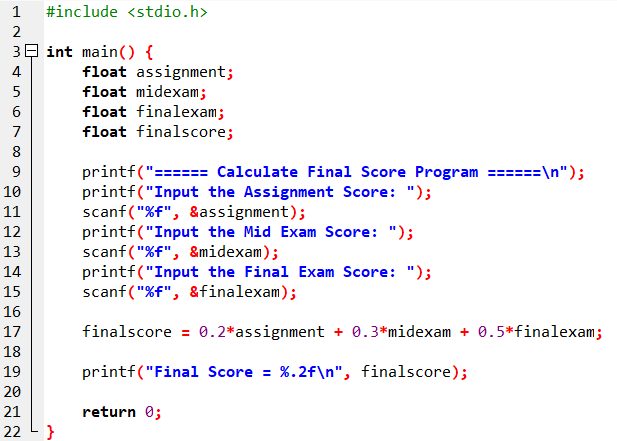 1 #include <stdio.h>
2
3 int main() {
4     float assignment;
5     float midexam;
6     float finalexam;
7     float finalscore;
8
9     printf("====== Calculate Final Score Program ======\n");
10     printf("Input the Assignment Score: ");
11     scanf("%f", &assignment);
12     printf("Input the Mid Exam Score: ");
13     scanf("%f", &midexam);
14     printf("Input the Final Exam Score: ");
15     scanf("%f", &finalexam);
16
17     finalscore = 0.2*assignment + 0.3*midexam + 0.5*finalexam;
18
19     printf("Final Score = %.2f\n", finalscore);
20
21     return 0;
22 }